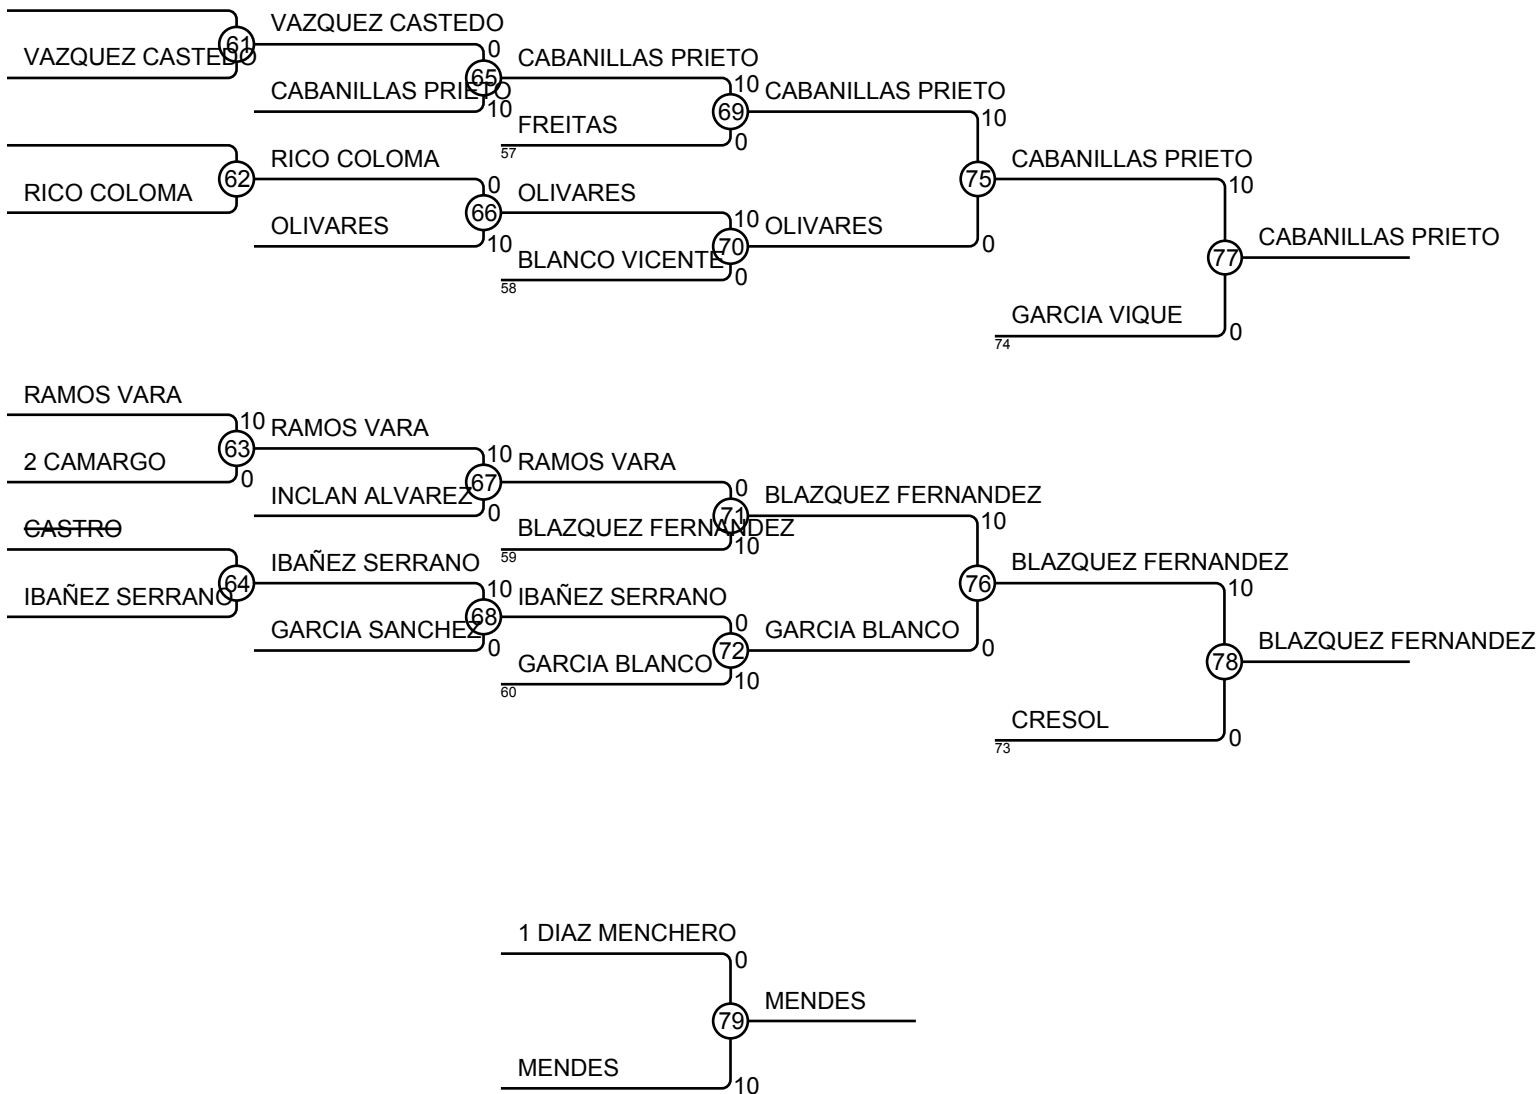 VAZQUEZ CASTEDO
61
VAZQUEZ CASTEDO
0
CABANILLAS PRIETO
65
CABANILLAS PRIETO
10
10
CABANILLAS PRIETO
FREITAS
69
57
0
10
RICO COLOMA
CABANILLAS PRIETO
62
75
RICO COLOMA
0
OLIVARES
10
OLIVARES
66
10
OLIVARES
10
BLANCO VICENTE
70
0
CABANILLAS PRIETO
58
0
77
GARCIA VIQUE
74
0
RAMOS VARA
10
RAMOS VARA
63
10
2 CAMARGO
RAMOS VARA
0
67
INCLAN ALVAREZ
0
0
BLAZQUEZ FERNANDEZ
CASTRO
BLAZQUEZ FERNANDEZ
71
10
59
10
IBAÑEZ SERRANO
BLAZQUEZ FERNANDEZ
64
10
76
10
IBAÑEZ SERRANO
IBAÑEZ SERRANO
68
0
GARCIA SANCHEZ
GARCIA BLANCO
0
72
0
BLAZQUEZ FERNANDEZ
GARCIA BLANCO
78
60
10
CRESOL
73
0
1 DIAZ MENCHERO
0
MENDES
79
MENDES
10